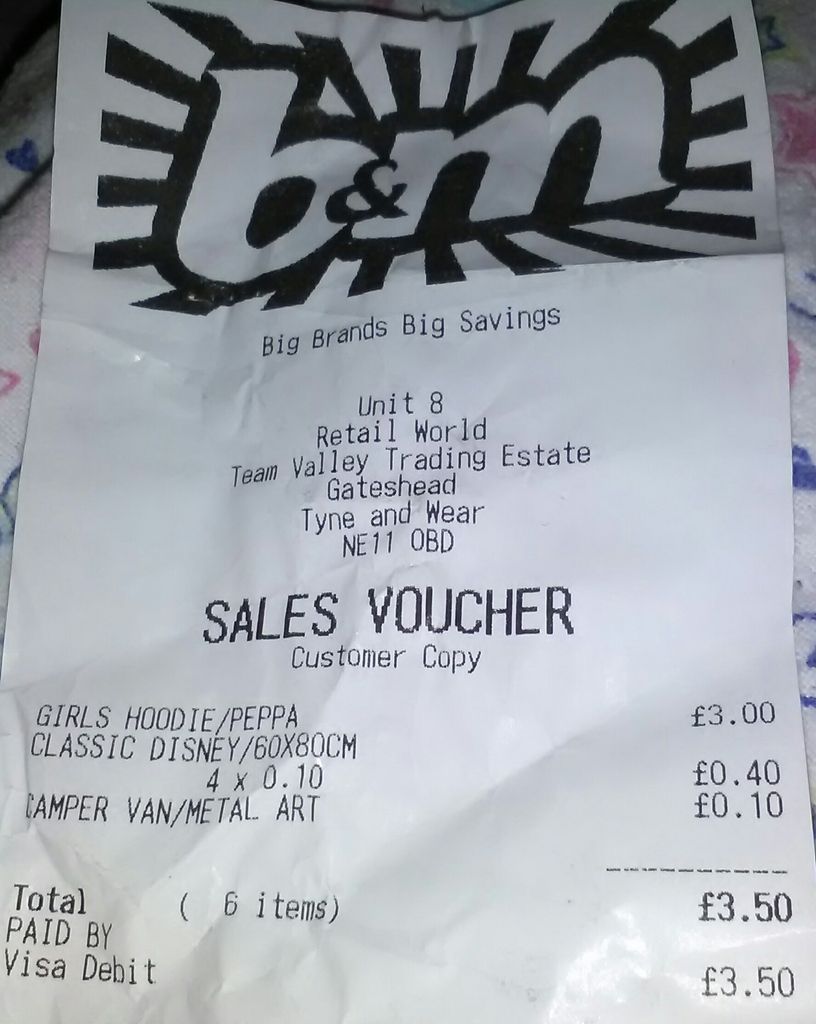 b&m
Big Brands Big Savings
Unit 8
Retail World
Team Valley Trading Estate
Gateshead
Tyne and Wear
NE11 0BD
SALES VOUCHER
Customer Copy
GIRLS HOODIE/PEPPA £3.00
CLASSIC DISNEY/60X80CM
4 x 0.10 £0.40
CAMPER VAN/METAL ART £0.10
Total ( 6 items) £3.50
PAID BY
Visa Debit £3.50